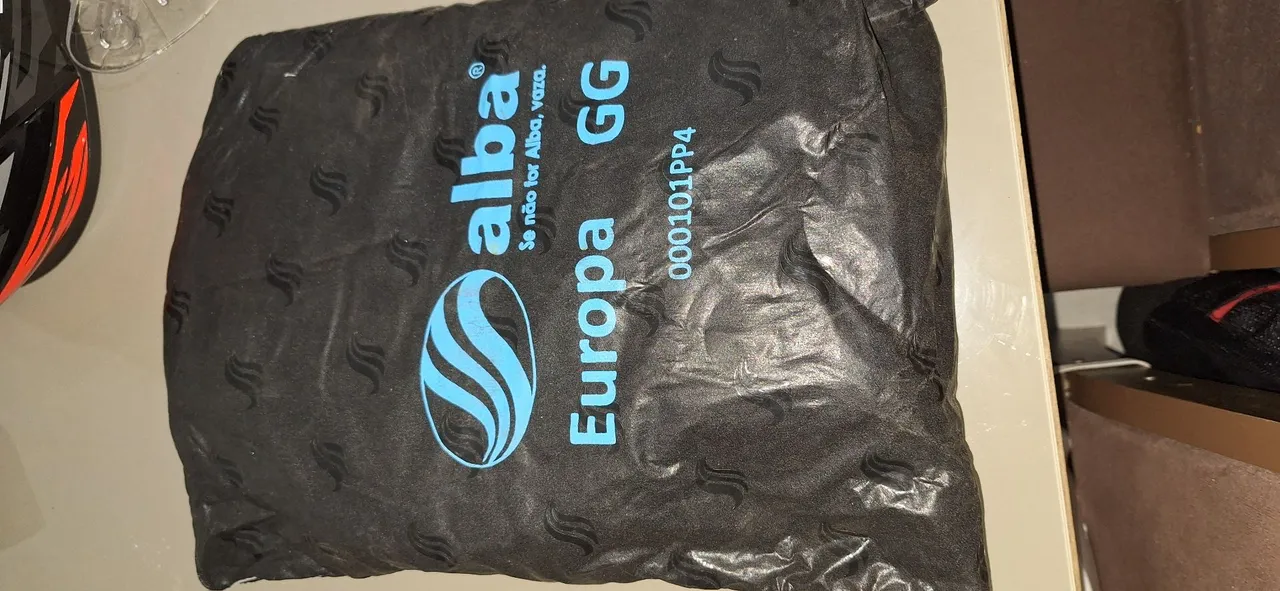 alba®
Se não for Alba, vaza.
Europa GG
000101PP4